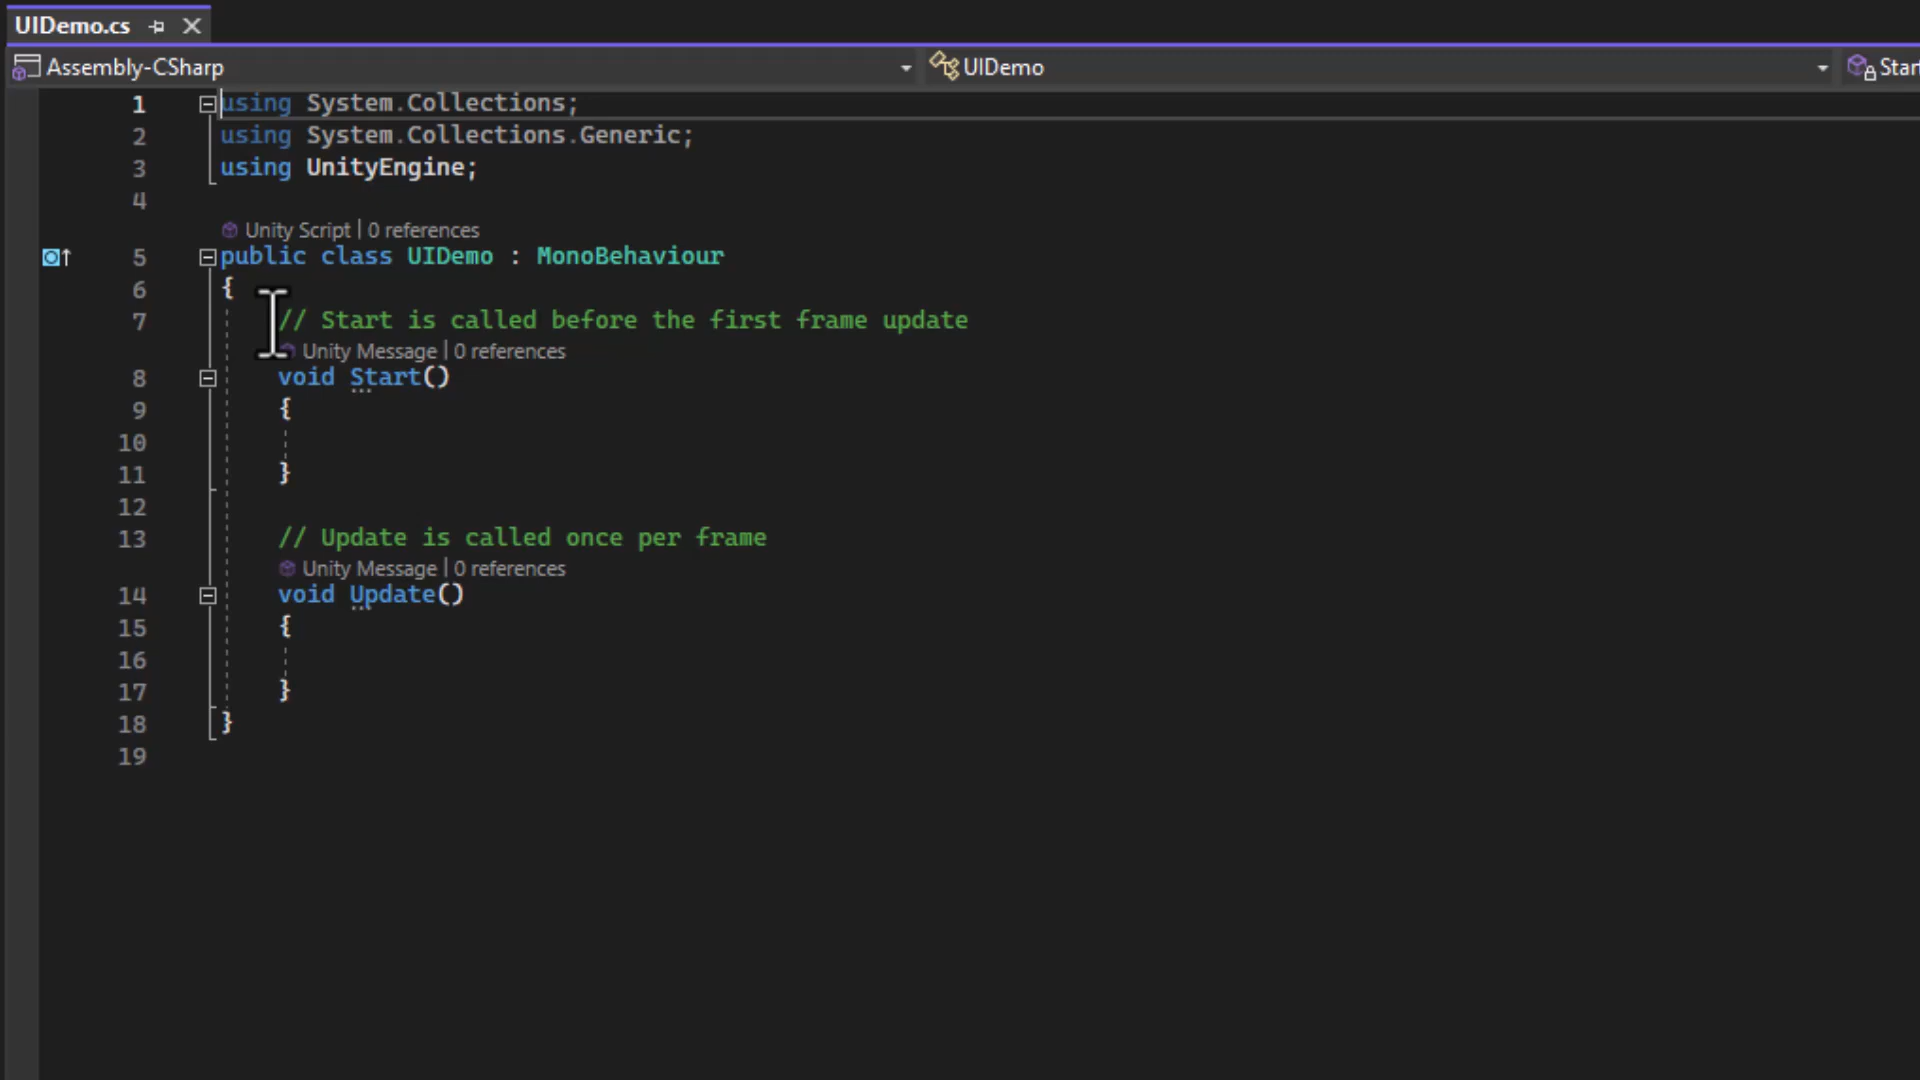 UIDemo.cs
Assembly-CSharp UIDemo Star
1 using System.Collections;
2 using System.Collections.Generic;
3 using UnityEngine;
4
Unity Script | 0 references
5 public class UIDemo : MonoBehaviour
6 {
7 // Start is called before the first frame update
Unity Message | 0 references
8 void Start()
9 {
10
11 }
12
13 // Update is called once per frame
Unity Message | 0 references
14 void Update()
15 {
16
17 }
18 }
19